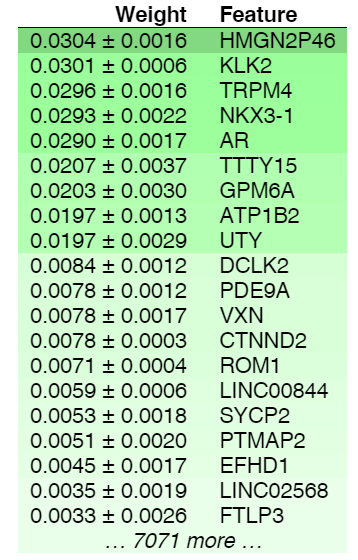 Weight Feature
0.0304 ± 0.0016 HMGN2P46
0.0301 ± 0.0006 KLK2
0.0296 ± 0.0016 TRPM4
0.0293 ± 0.0022 NKX3-1
0.0290 ± 0.0017 AR
0.0207 ± 0.0037 TTTY15
0.0203 ± 0.0030 GPM6A
0.0197 ± 0.0013 ATP1B2
0.0197 ± 0.0029 UTY
0.0084 ± 0.0012 DCLK2
0.0078 ± 0.0012 PDE9A
0.0078 ± 0.0017 VXN
0.0078 ± 0.0003 CTNND2
0.0071 ± 0.0004 ROM1
0.0059 ± 0.0006 LINC00844
0.0053 ± 0.0018 SYCP2
0.0051 ± 0.0020 PTMAP2
0.0045 ± 0.0017 EFHD1
0.0035 ± 0.0019 LINC02568
0.0033 ± 0.0026 FTLP3
… 7071 more …